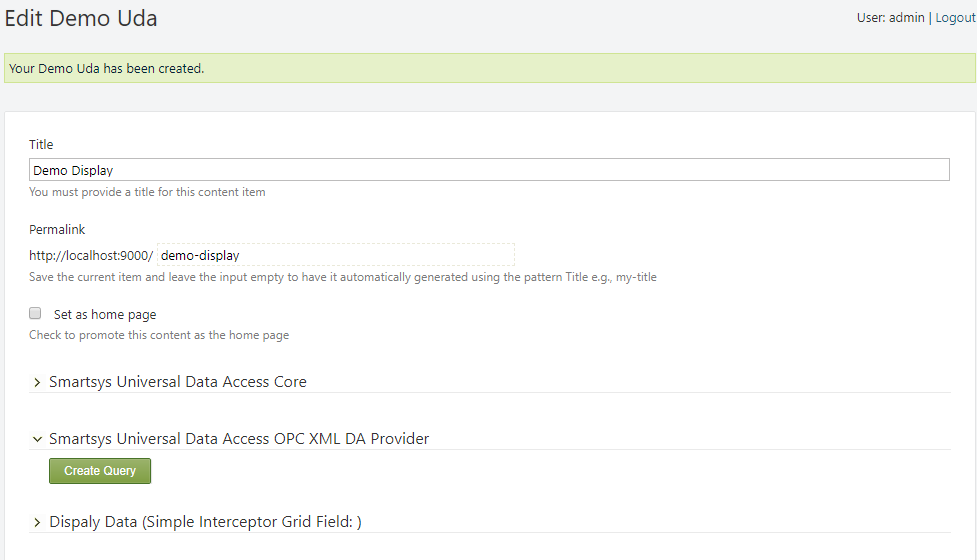 Edit Demo Uda
User: admin | Logout
Your Demo Uda has been created.
Title
Demo Display
You must provide a title for this content item
Permalink
http://localhost:9000/ demo-display
Save the current item and leave the input empty to have it automatically generated using the pattern Title e.g., my-title
Set as home page
Check to promote this content as the home page
Smartsys Universal Data Access Core
Smartsys Universal Data Access OPC XML DA Provider
Create Query
Dispaly Data (Simple Interceptor Grid Field: )